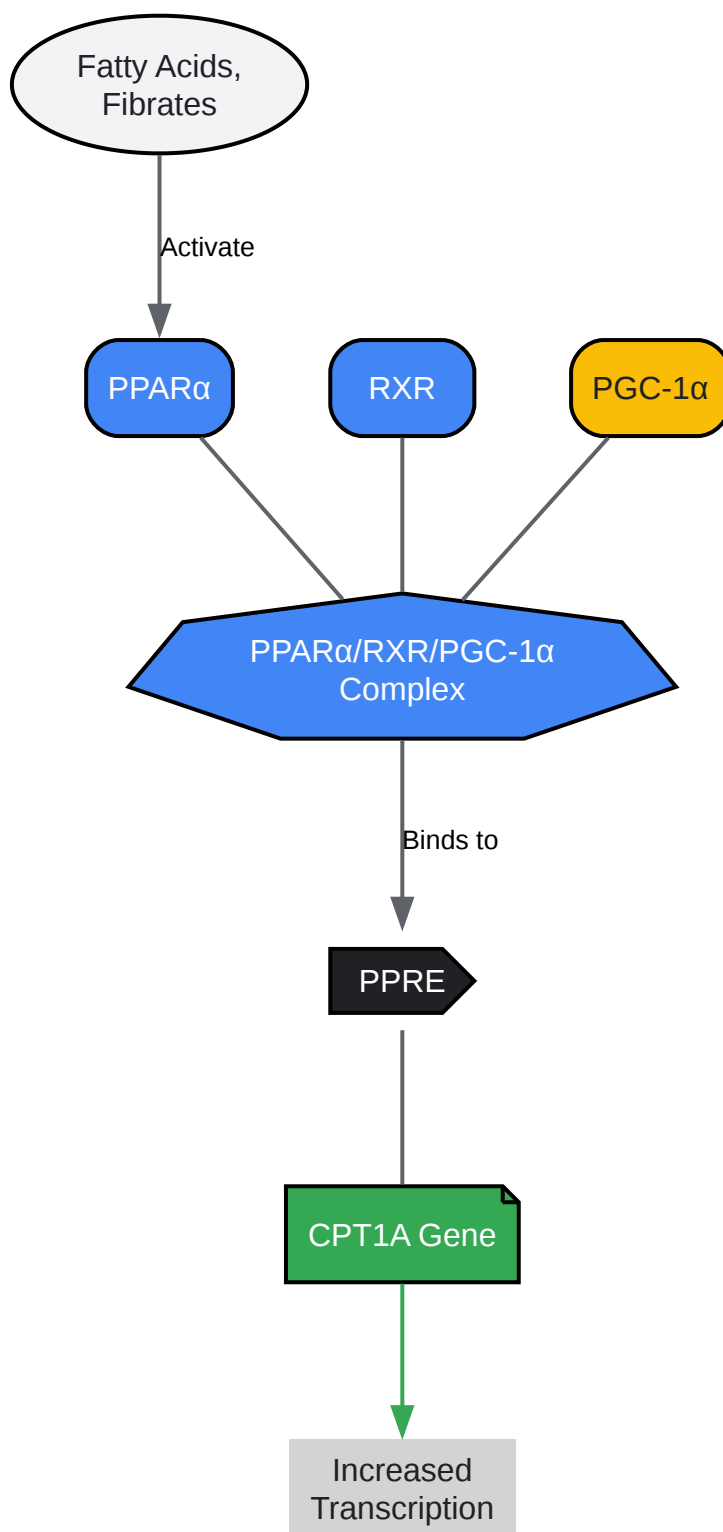 Fatty Acids,
Fibrates
Activate
PPARα
RXR
PGC-1α
PPARα/RXR/PGC-1α
Complex
Binds to
PPRE
CPT1A Gene
Increased
Transcription